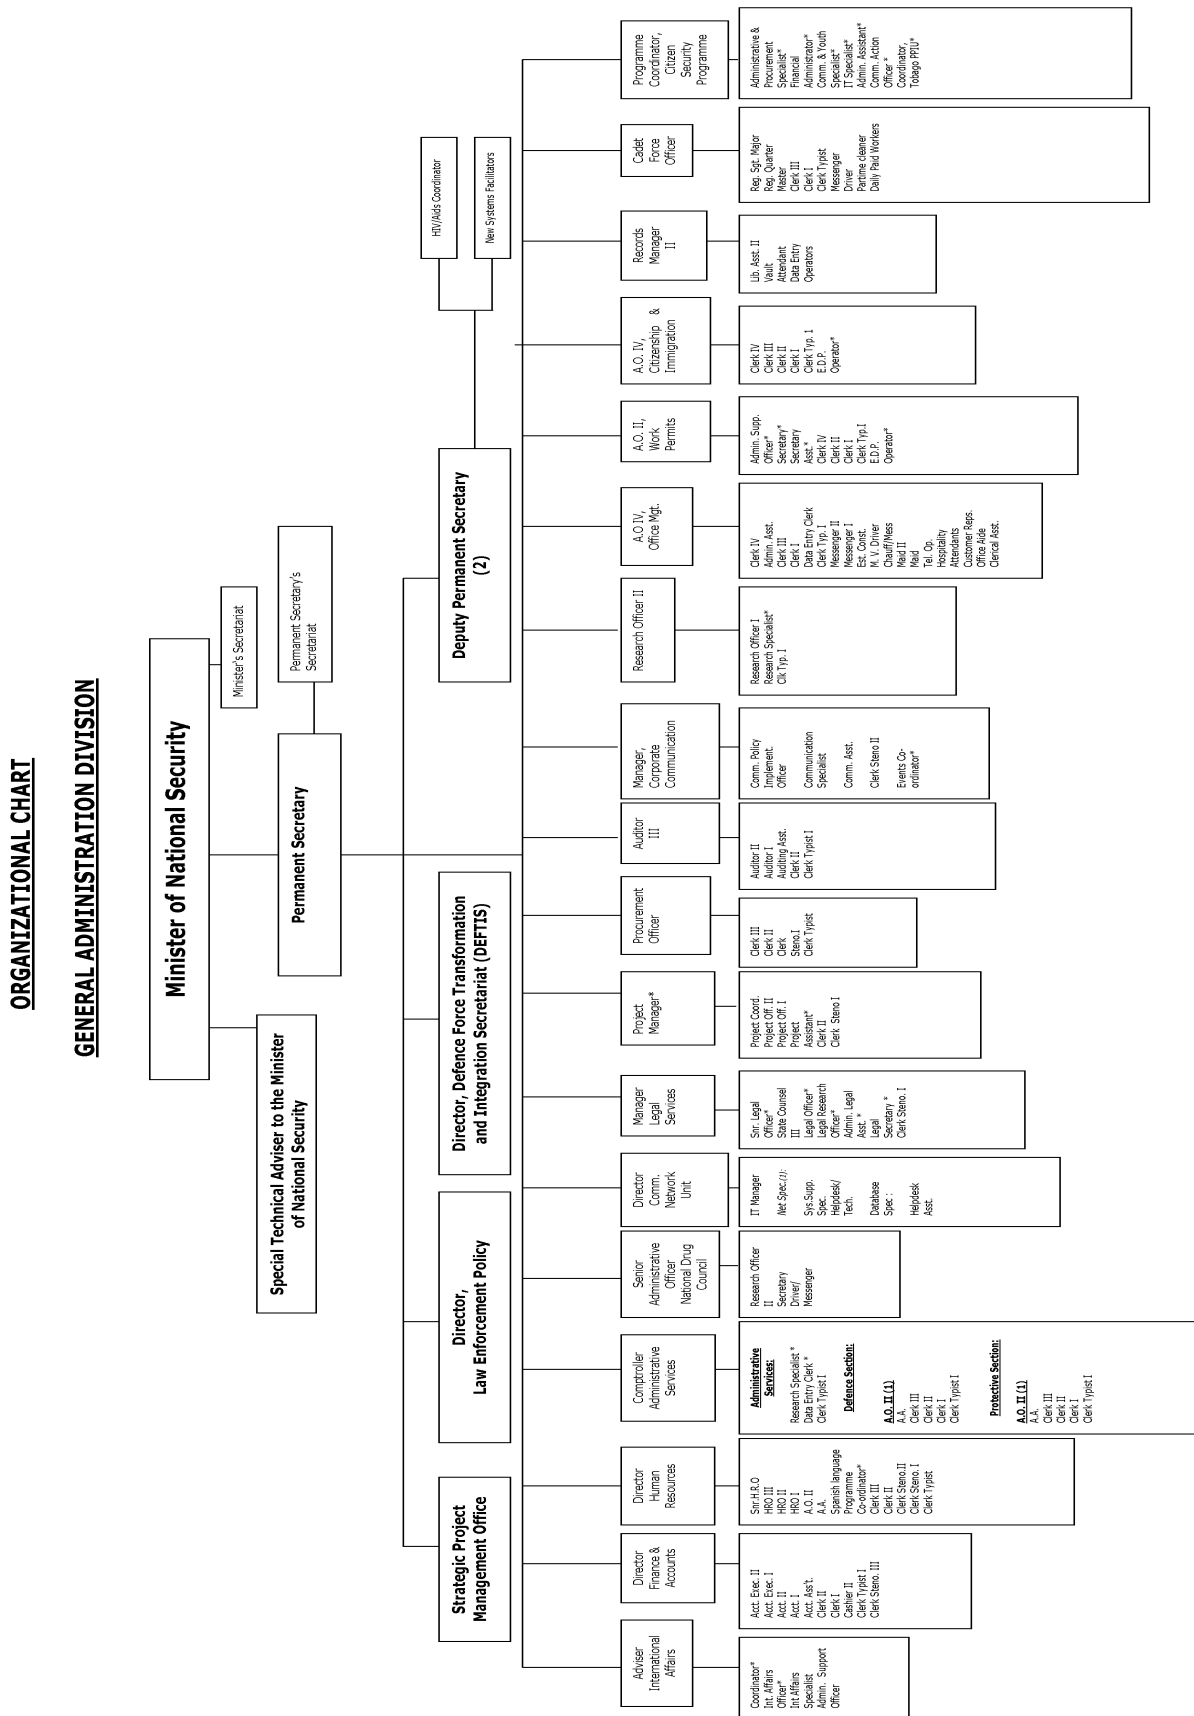 ORGANIZATIONAL CHART
GENERAL ADMINISTRATION DIVISION
Minister of National Security
Minister's Secretariat
Special Technical Adviser to the Minister
of National Security
Permanent Secretary
Permanent Secretary's
Secretariat
Strategic Project
Management Office
Director,
Law Enforcement Policy
Director, Defence Force Transformation
and Integration Secretariat (DEFTIS)
Deputy Permanent Secretary
(2)
HIV/Aids Coordinator
New Systems Facilitators
Adviser
International
Affairs
Coordinator*
Int. Affairs
Officer*
Int Affairs
Specialist
Admin. Support
Officer
Director
Finance &
Accounts
Acct. Exec. II
Acct. Exec. I
Acct. II
Acct. I
Acct. Ass't.
Clerk II
Clerk I
Cashier II
Clerk Typist I
Clerk Steno. III
Director
Human
Resources
Snr.H.R.O
HRO III
HRO II
HRO I
A.O. II
A.A.
Spanish language
Programme
Co-ordinator*
Clerk III
Clerk II
Clerk Steno.II
Clerk Steno. I
Clerk Typist
Comptroller
Administrative
Services
Administrative
Services:
Research Specialist *
Data Entry Clerk *
Clerk Typist I
Defence Section:
A.O. II (1)
A.A.
Clerk III
Clerk II
Clerk I
Clerk Typist I
Protective Section:
A.O. II (1)
A.A.
Clerk III
Clerk II
Clerk I
Clerk Typist I
Senior
Administrative
Officer
National Drug
Council
Research Officer
II
Secretary
Driver/
Messenger
Director
Comm.
Network
Unit
IT Manager
Net Spec.(1):
Sys.Supp.
Spec.
Helpdesk/
Tech.
Database
Spec :
Helpdesk
Asst.
Manager
Legal
Services
Snr. Legal
Officer*
State Counsel
III
Legal Officer*
Legal Research
Officer*
Admin. Legal
Asst. *
Legal
Secretary *
Clerk Steno. I
Project
Manager*
Project Coord.
Project Off. II
Project Off. I
Project
Assistant*
Clerk II
Clerk Steno I
Procurement
Officer
Clerk III
Clerk II
Clerk
Steno.I
Clerk Typist
Auditor
III
Auditor II
Auditor I
Auditing Asst.
Clerk II
Clerk Typist I
Manager,
Corporate
Communication
Comm. Policy
Implement.
Officer
Communication
Specialist
Comm. Asst.
Clerk Steno II
Events Co-
ordinator*
Research Officer II
Research Officer I
Research Specialist*
Clk Typ. I
A.O IV,
Office Mgt.
Clerk IV
Admin. Asst.
Clerk III
Clerk I
Data Entry Clerk
Clerk Typ. I
Messenger II
Messenger I
Est. Const.
M. V. Driver
Chauff/Mess
Maid II
Maid
Tel. Op.
Hospitality
Attendants
Customer Reps.
Office Aide
Clerical Asst.
A.O. II,
Work
Permits
Admin. Supp.
Officer*
Secretary*
Secretary
Asst.*
Clerk IV
Clerk II
Clerk I
Clerk Typ.I
E.D.P.
Operator*
A.O. IV,
Citizenship &
Immigration
Clerk IV
Clerk III
Clerk II
Clerk I
Clerk Typ. 1
E.D.P.
Operator*
Records
Manager
II
Lib. Asst. II
Vault
Attendant
Data Entry
Operators
Cadet
Force
Officer
Reg. Sgt. Major
Reg. Quarter
Master
Clerk III
Clerk I
Clerk Typist
Messenger
Driver
Partime cleaner
Daily Paid Workers
Programme
Coordinator,
Citizen
Security
Programme
Administrative &
Procurement
Specialist*
Financial
Administrator*
Comm. & Youth
Specialist*
IT Specialist*
Admin. Assistant*
Comm. Action
Officer *
Coordinator,
Tobago PPIU*